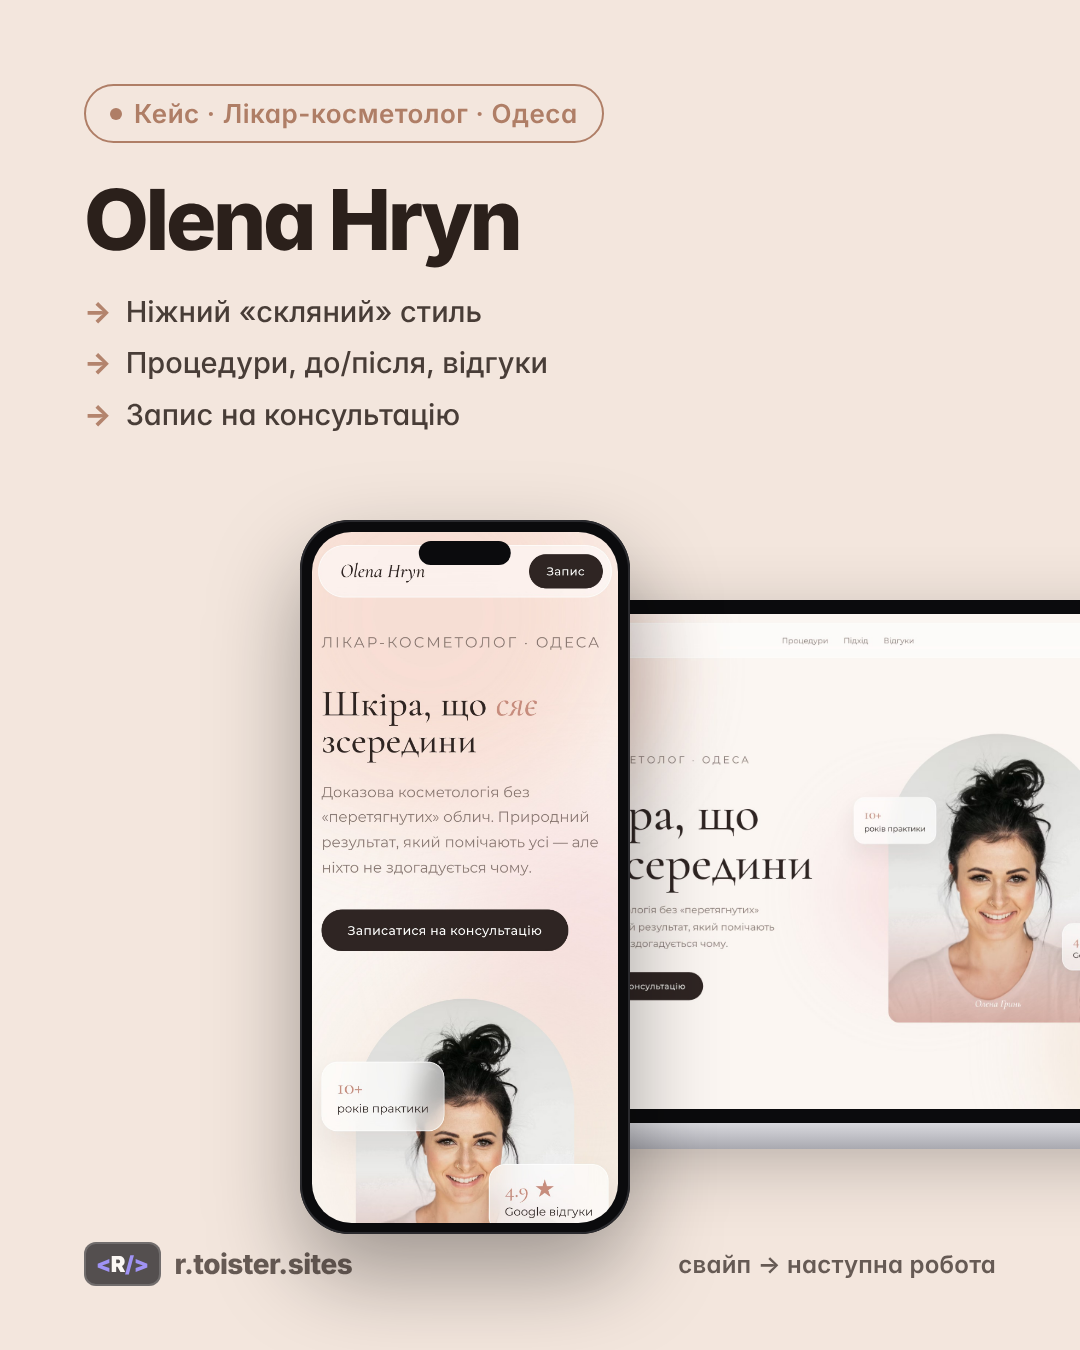 Кейс · Лікар-косметолог · Одеса
Olena Hryn
→ Ніжний «скляний» стиль
→ Процедури, до/після, відгуки
→ Запис на консультацію
Olena Hryn
Запис
ЛІКАР-КОСМЕТОЛОГ · ОДЕСА
Шкіра, що сяє
зсередини
Доказова косметологія без
«перетягнутих» облич. Природний
результат, який помічають усі — але
ніхто не здогадується чому.
Записатися на консультацію
10+
років практики
4.9 ★
Google відгуки
Процедури Підхід Відгуки
ЕТОЛОГ · ОДЕСА
ра, що
середини
логія без «перетягнутих»
й результат, який помічають
здогадується чому.
онсультацію
10+
років практики
Олена Гринь
<R/> r.toister.sites
свайп → наступна робота